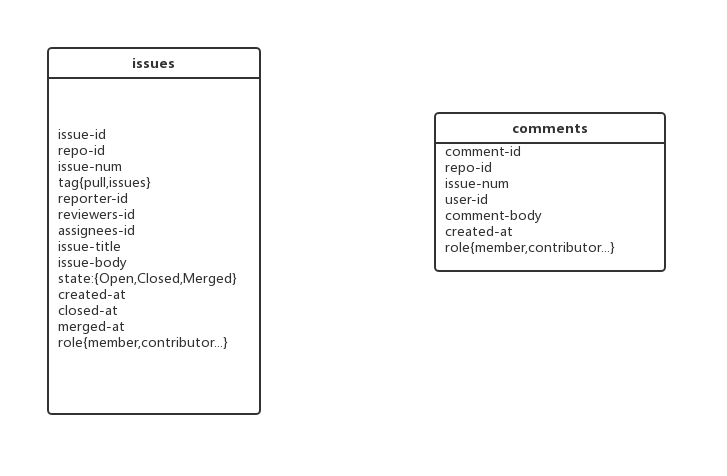 issues
issue-id
repo-id
issue-num
tag{pull,issues}
reporter-id
reviewers-id
assignees-id
issue-title
issue-body
state:{Open,Closed,Merged}
created-at
closed-at
merged-at
role{member,contributor...}
comments
comment-id
repo-id
issue-num
user-id
comment-body
created-at
role{member,contributor...}